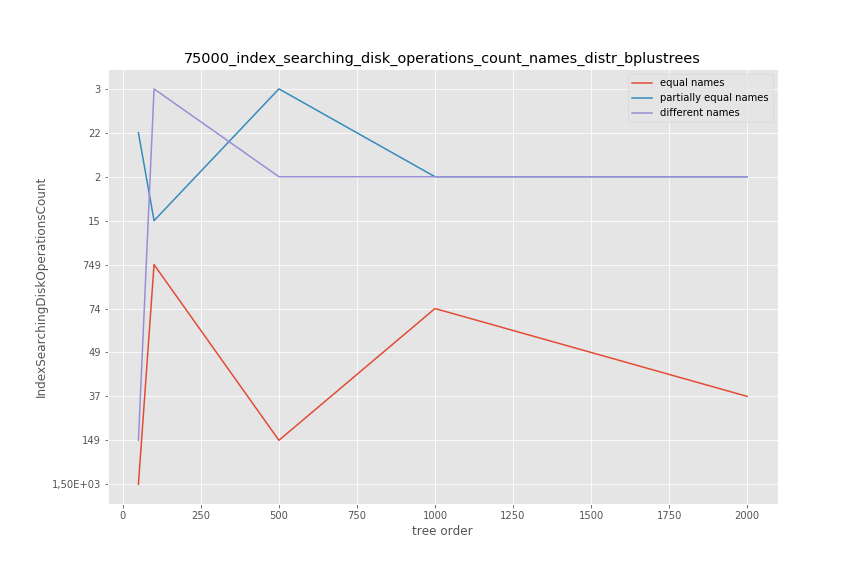 75000_index_searching_disk_operations_count_names_distr_bplustrees
equal names
partially equal names
different names
IndexSearchingDiskOperationsCount
3
22
2
15
749
74
49
37
149
1,50E+03
0 250 500 750 1000 1250 1500 1750 2000
tree order